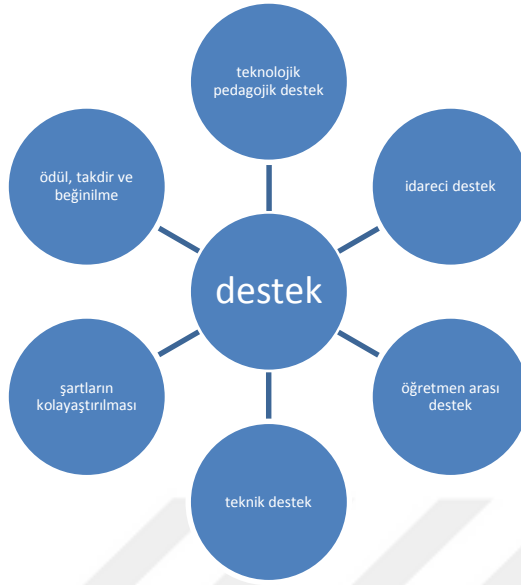 teknolojik
pedagojik destek
ödül, takdir ve
beğinilme
idareci destek
destek
şartların
kolayaştırılması
öğretmen arası
destek
teknik destek